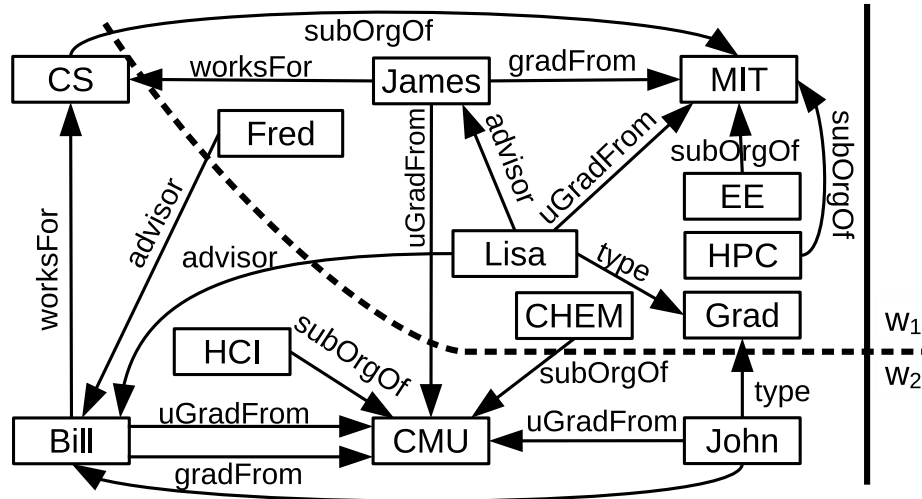 subOrgOf
CS
worksFor
James
gradFrom
MIT
Fred
advisor
uGradFrom
uGradFrom
subOrgOf
subOrgOf
EE
worksFor
advisor
advisor
Lisa
type
HPC
CHEM
Grad
w1
HCI
subOrgOf
subOrgOf
w2
type
uGradFrom
uGradFrom
Bill
CMU
John
gradFrom